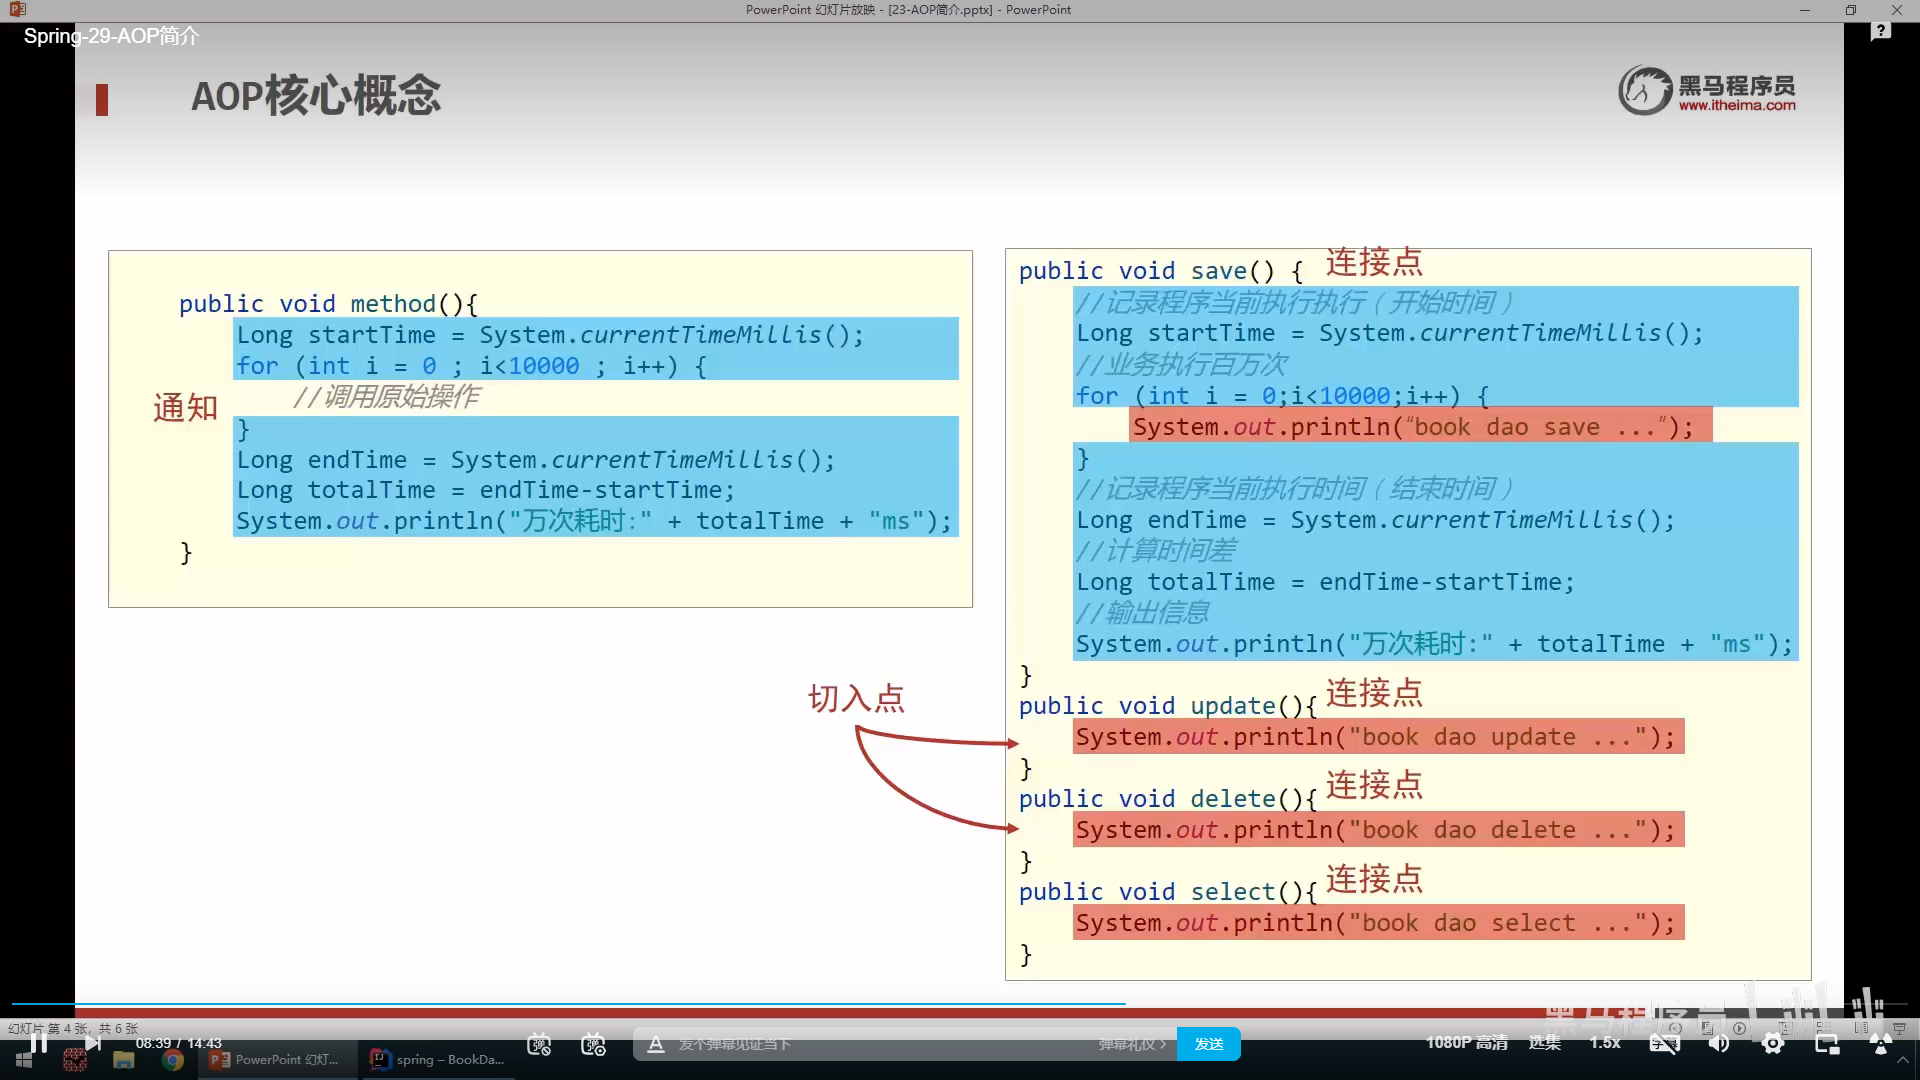 PowerPoint 幻灯片放映 - [23-AOP简介.pptx] - PowerPoint
Spring-29-AOP简介
AOP核心概念
黑马程序员
www.itheima.com
public void method(){
Long startTime = System.currentTimeMillis();
for (int i = 0 ; i<10000 ; i++) {
//调用原始操作
通知
}
Long endTime = System.currentTimeMillis();
Long totalTime = endTime-startTime;
System.out.println("万次耗时:" + totalTime + "ms");
}
切入点
public void save() { 连接点
//记录程序当前执行执行（开始时间）
Long startTime = System.currentTimeMillis();
//业务执行百万次
for (int i = 0;i<10000;i++) {
System.out.println(“book dao save ...”);
}
//记录程序当前执行时间（结束时间）
Long endTime = System.currentTimeMillis();
//计算时间差
Long totalTime = endTime-startTime;
//输出信息
System.out.println("万次耗时:" + totalTime + "ms");
}
public void update(){ 连接点
System.out.println("book dao update ...");
}
public void delete(){ 连接点
System.out.println("book dao delete ...");
}
public void select(){ 连接点
System.out.println("book dao select ...");
}
幻灯片 第 4 张，共 6 张
08:39 / 14:43
发个弹幕见证当下
弹幕礼仪 >
发送
1080P 高清
选集
1.5x
PowerPoint 幻灯...
spring – BookDa...